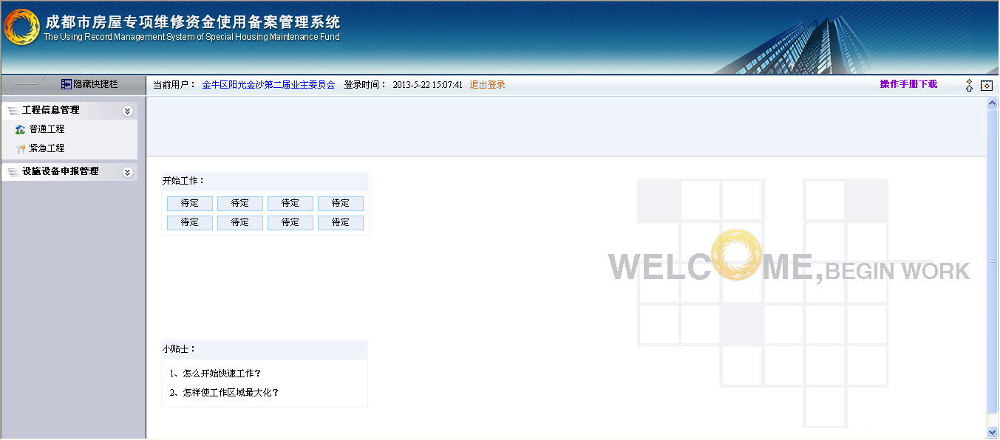 成都市房屋专项维修资金使用备案管理系统
The Using Record Management System of Special Housing Maintenance Fund
隐藏快捷栏
当前用户： 金牛区阳光金沙第二届业主委员会 登录时间： 2013-5-22 15:07:41 退出登录
操作手册下载
工程信息管理
普通工程
紧急工程
设施设备申报管理
开始工作：
待定 待定 待定 待定
待定 待定 待定 待定
WELCOME, BEGIN WORK
小贴士：
1、怎么开始快速工作？
2、怎样使工作区域最大化？